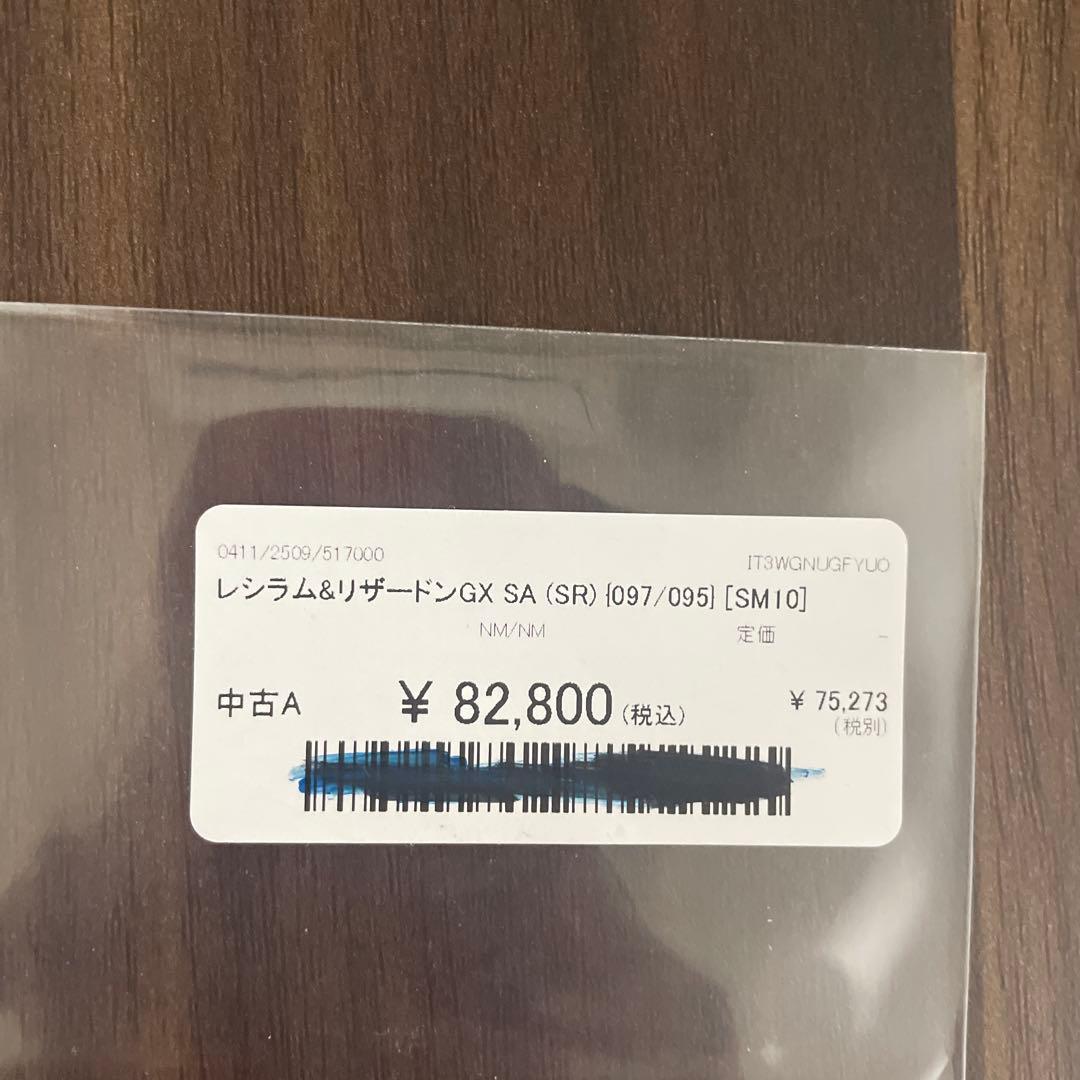 0411/2509/517000 IT3WGNUGFYUO
レシラム&リザードンGX SA (SR) {097/095} [SM10]
NM/NM 定価 -
中古A ¥ 82,800 (税込) ¥ 75,273
(税別)